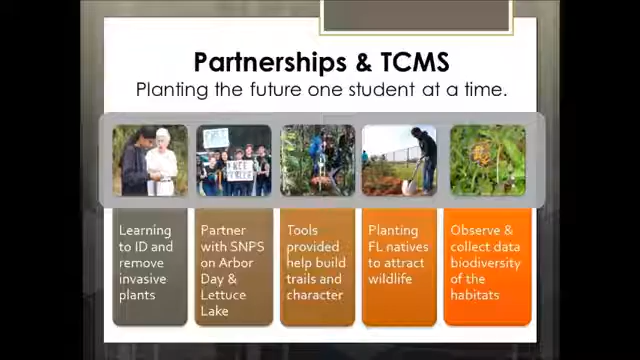 Partnerships & TCMS
Planting the future one student at a time.
Learning
to ID and
remove
invasive
plants
Partner
with SNPS
on Arbor
Day &
Lettuce
Lake
Tools
provided
help build
trails and
character
Planting
FL natives
to attract
wildlife
Observe &
collect data
biodiversity
of the
habitats